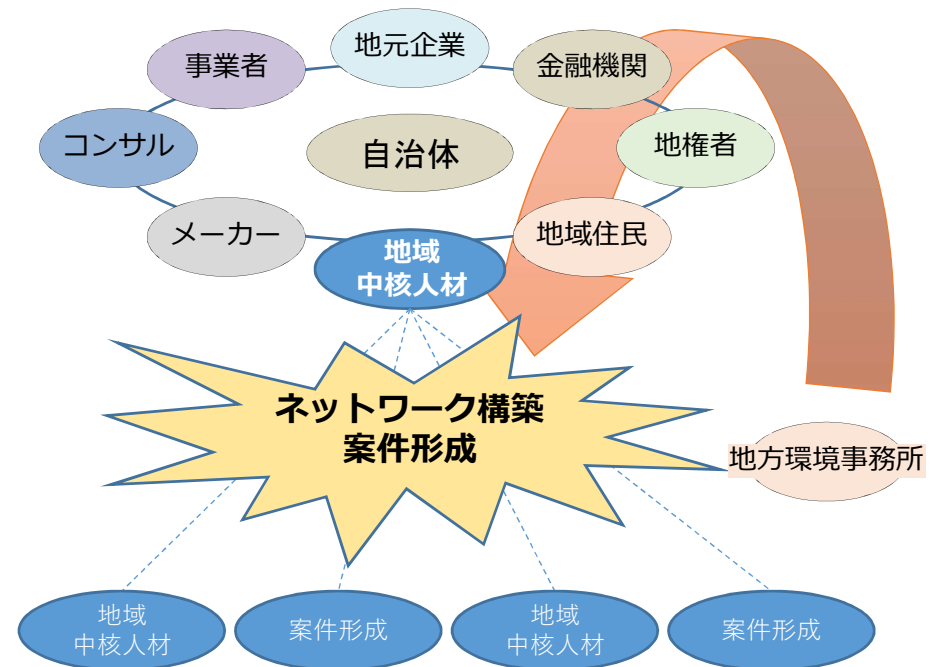 地元企業
事業者
金融機関
コンサル
自治体
地権者
メーカー
地域住民
地域
中核人材
ネットワーク構築
案件形成
地方環境事務所
地域
中核人材
案件形成
地域
中核人材
案件形成